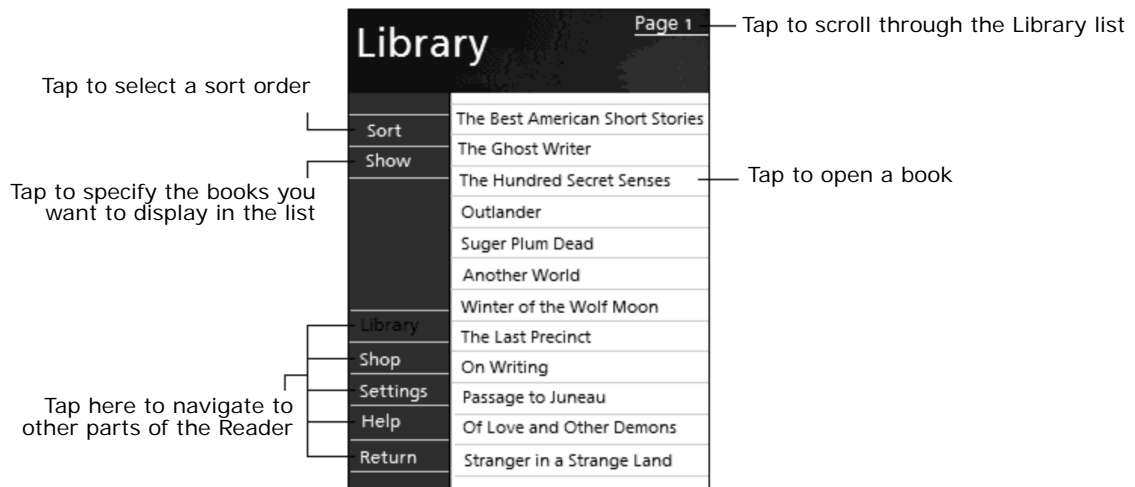 Library
Page 1
Tap to scroll through the Library list
Tap to select a sort order
Sort
Show
Tap to specify the books you
want to display in the list
The Best American Short Stories
The Ghost Writer
The Hundred Secret Senses
Tap to open a book
Outlander
Suger Plum Dead
Another World
Winter of the Wolf Moon
The Last Precinct
On Writing
Passage to Juneau
Of Love and Other Demons
Stranger in a Strange Land
Library
Shop
Settings
Help
Return
Tap here to navigate to
other parts of the Reader